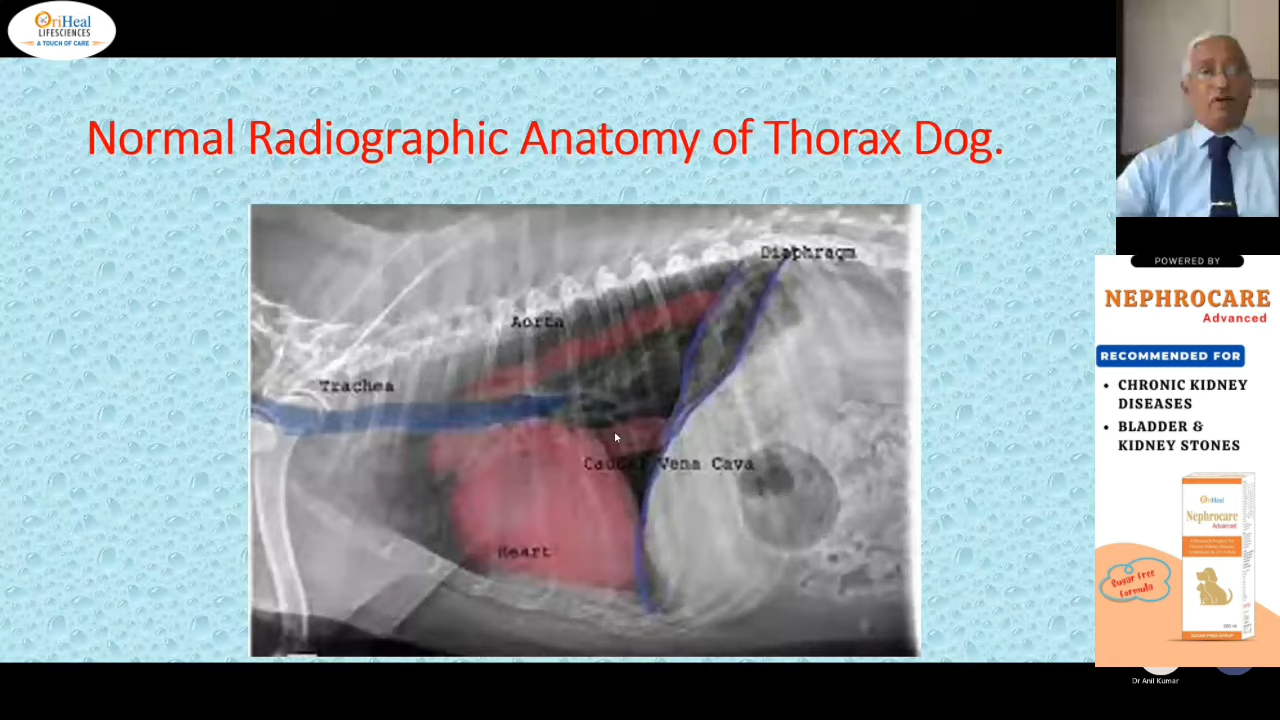 OriHeal
LIFESCIENCES
A TOUCH OF CARE
Normal Radiographic Anatomy of Thorax Dog.
Diaphragm
Aorta
Trachea
Caudal Vena Cava
Heart
POWERED BY
NEPHROCARE
Advanced
RECOMMENDED FOR
• CHRONIC KIDNEY
DISEASES
• BLADDER &
KIDNEY STONES
OriHeal
Nephrocare
Advanced
Sugar Free
Formula
Dr Anil Kumar